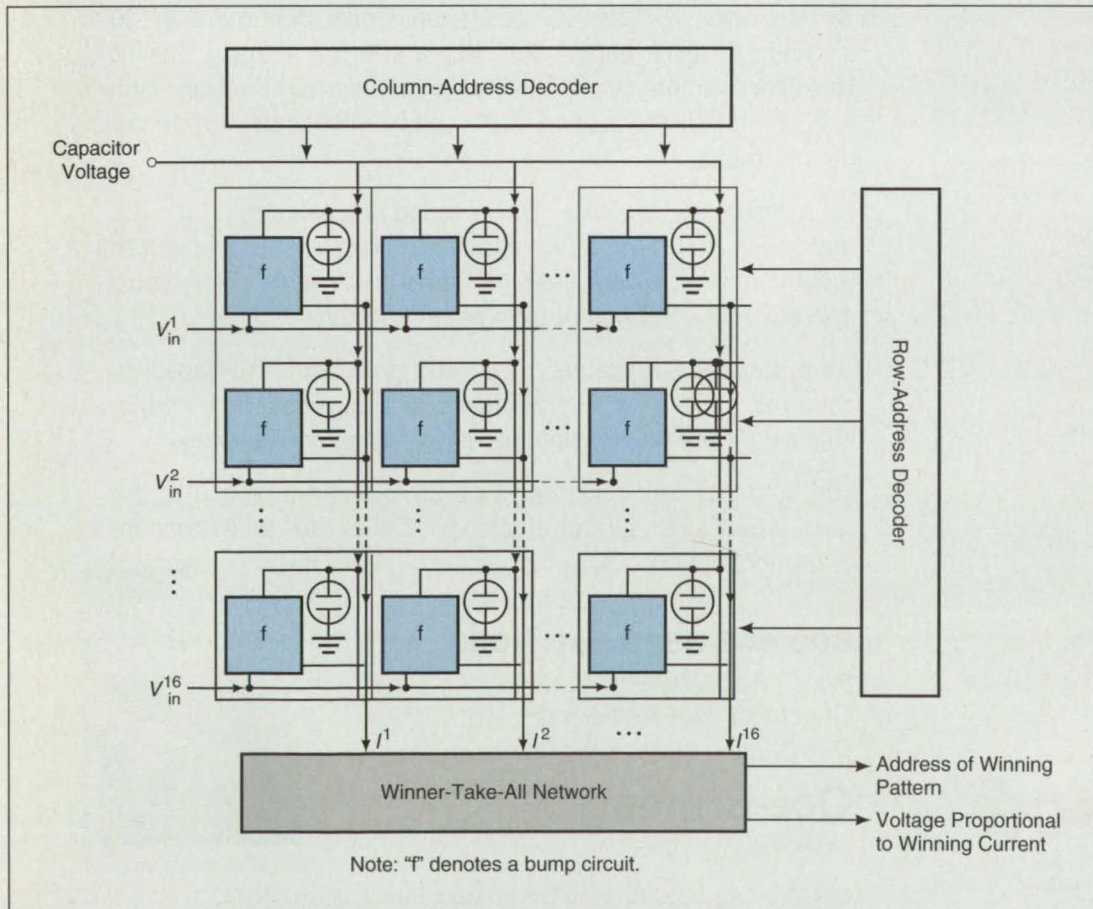 Column-Address Decoder
Capacitor
Voltage
f f ... f
V¹in
f f ... f
V²in
... ... ...
Row-Address Decoder
...
f f ... f
V¹⁶in
I¹ I² ... I¹⁶
Winner-Take-All Network
Address of Winning
Pattern
Voltage Proportional
to Winning Current
Note: "f" denotes a bump circuit.